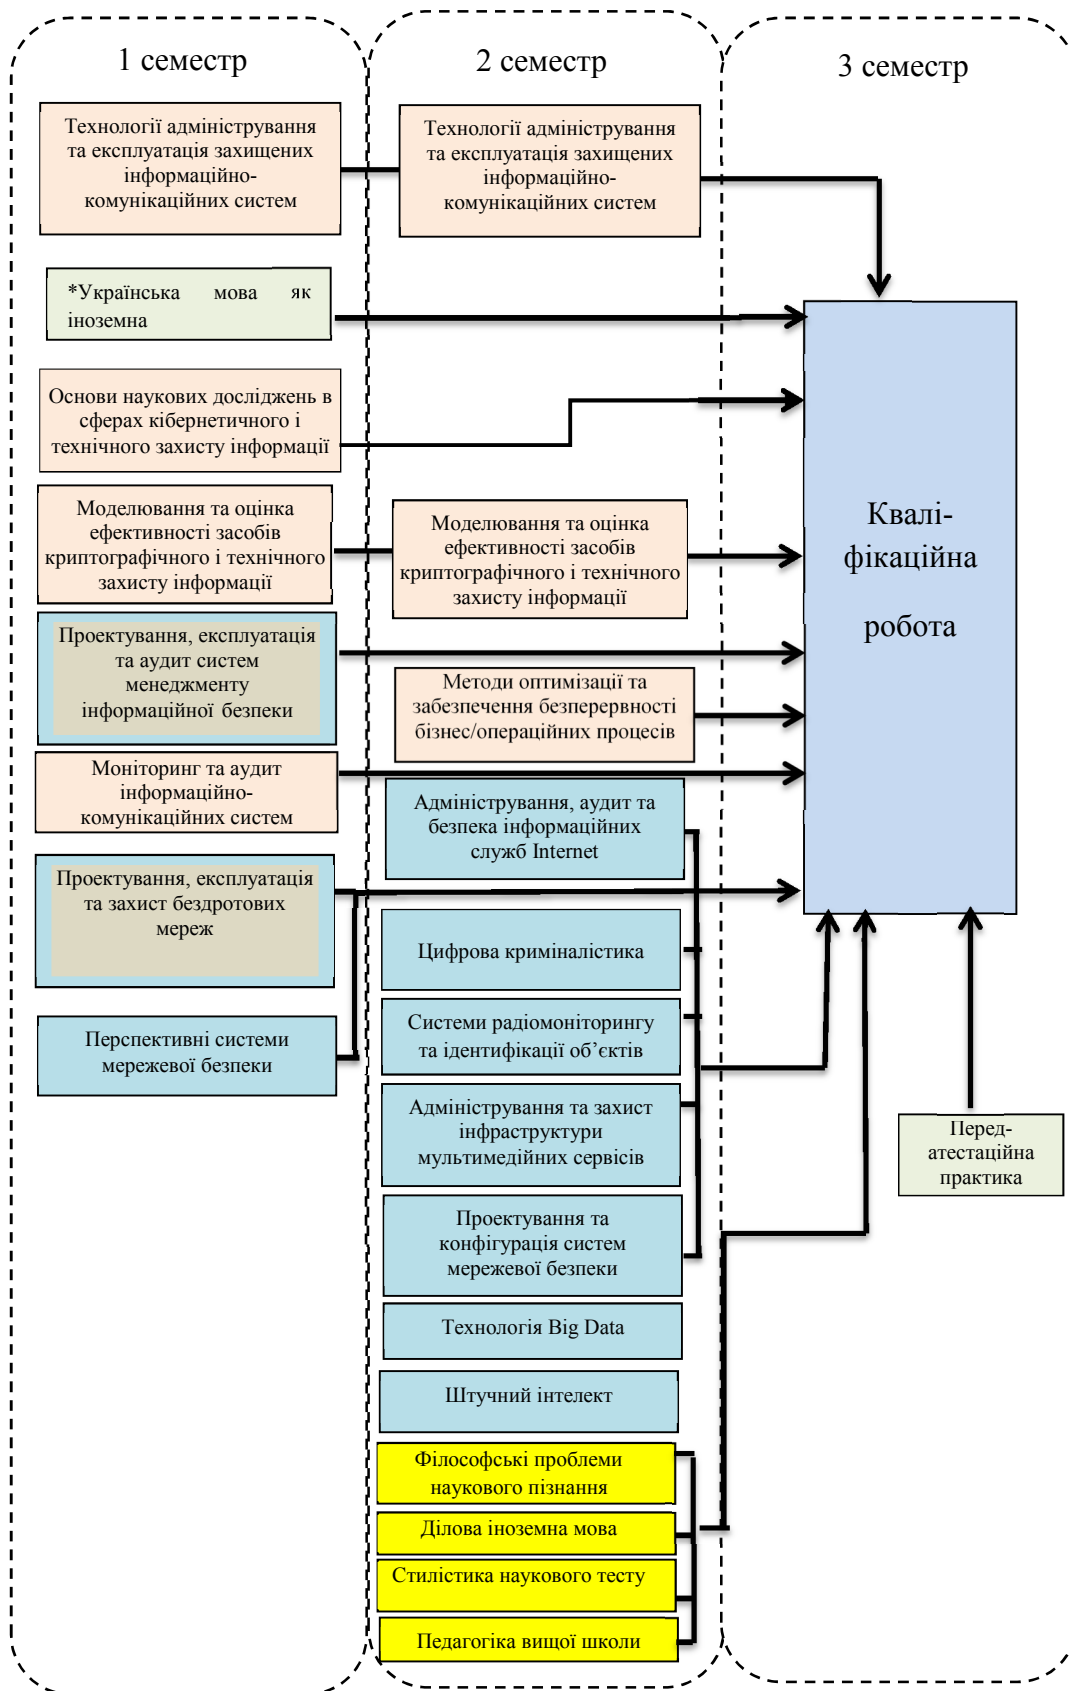 1 семестр
Технології адміністрування
та експлуатація захищених
інформаційно-
комунікаційних систем
*Українська мова як
іноземна
Основи наукових досліджень в
сферах кібернетичного і
технічного захисту інформації
Моделювання та оцінка
ефективності засобів
криптографічного і технічного
захисту інформації
Проектування, експлуатація
та аудит систем
менеджменту
інформаційної безпеки
Моніторинг та аудит
інформаційно-
комунікаційних систем
Проектування, експлуатація
та захист бездротових
мереж
Перспективні системи
мережевої безпеки
2 семестр
Технології адміністрування
та експлуатація захищених
інформаційно-
комунікаційних систем
Моделювання та оцінка
ефективності засобів
криптографічного і технічного
захисту інформації
Методи оптимізації та
забезпечення безперервності
бізнес/операційних процесів
Адміністрування, аудит та
безпека інформаційних
служб Internet
Цифрова криміналістика
Системи радіомоніторингу
та ідентифікації об’єктів
Адміністрування та захист
інфраструктури
мультимедійних сервісів
Проектування та
конфігурація систем
мережевої безпеки
Технологія Big Data
Штучний інтелект
Філософські проблеми
наукового пізнання
Ділова іноземна мова
Стилістика наукового тесту
Педагогіка вищої школи
3 семестр
Квалі-
фікаційна
робота
Перед-
атестаційна
практика